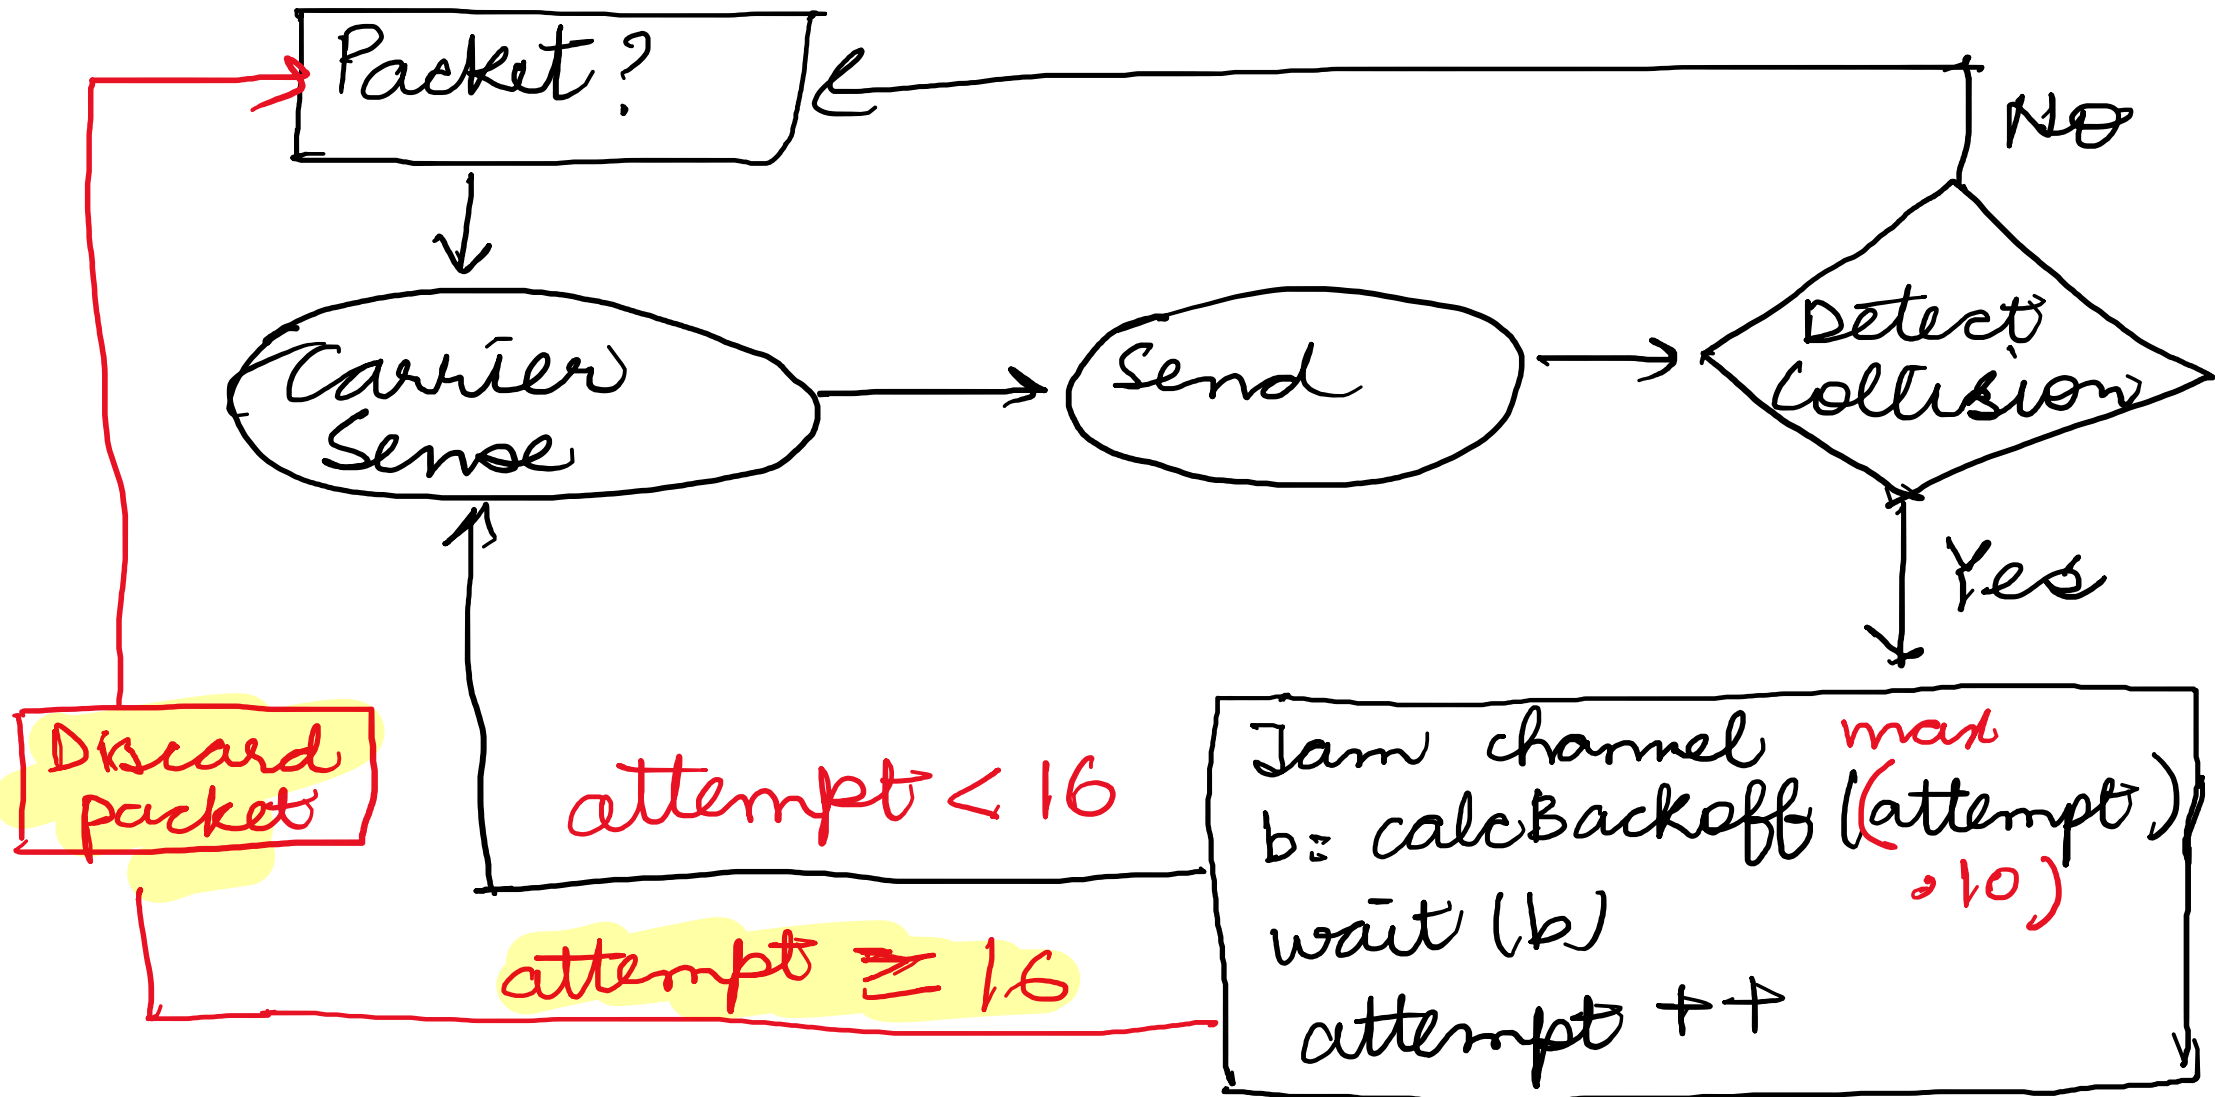 Packet?
No
Carrier
Sense
Send
Detect
Collision
Yes
Discard
packet
attempt < 16
attempt ≥ 16
Jam channel
b = calcBackoff (max(attempt, 10))
wait (b)
attempt ++